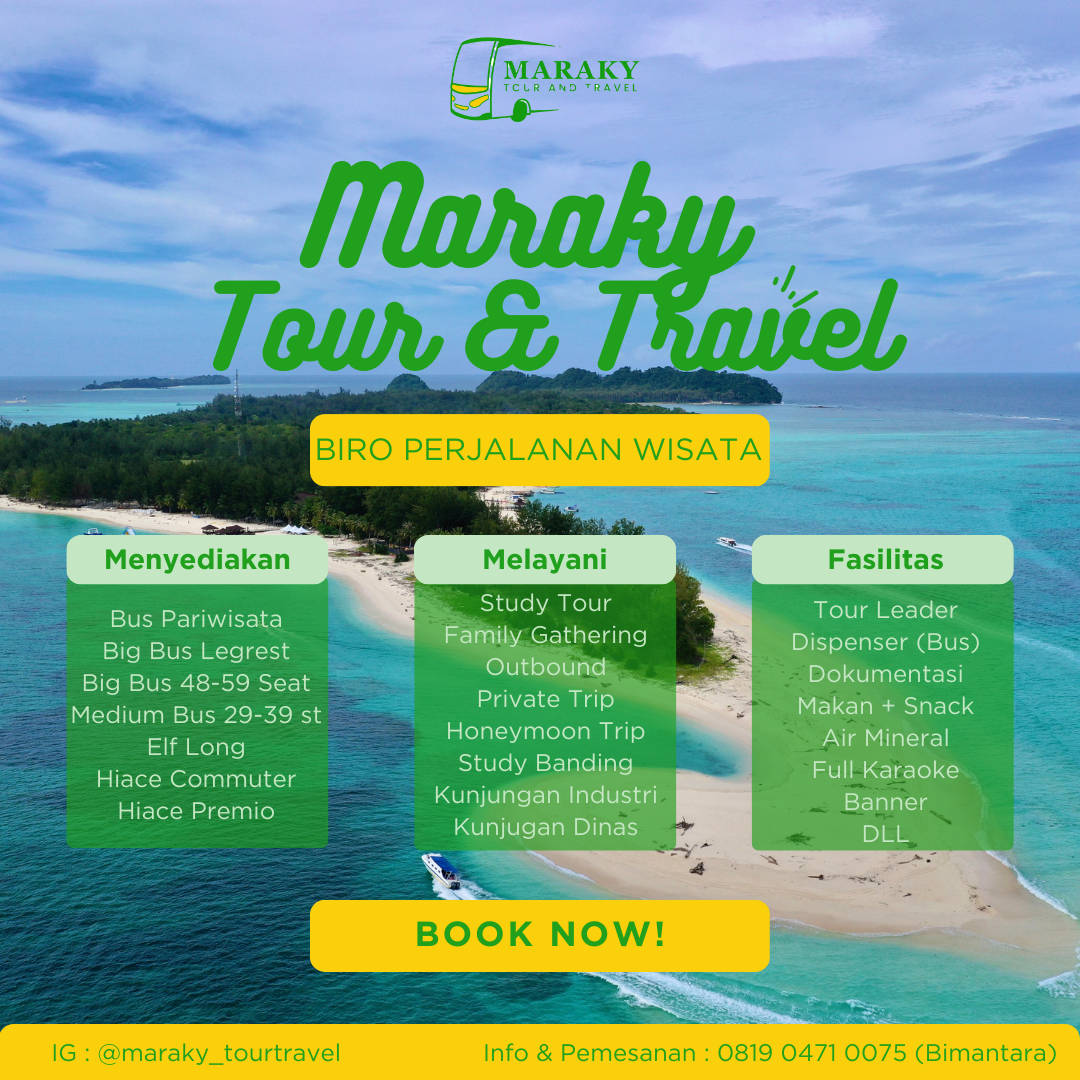 MARAKY
TOUR AND TRAVEL
Maraky
Tour & Travel
BIRO PERJALANAN WISATA
Menyediakan
Bus Pariwisata
Big Bus Legrest
Big Bus 48-59 Seat
Medium Bus 29-39 st
Elf Long
Hiace Commuter
Hiace Premio
Melayani
Study Tour
Family Gathering
Outbound
Private Trip
Honeymoon Trip
Study Banding
Kunjungan Industri
Kunjugan Dinas
Fasilitas
Tour Leader
Dispenser (Bus)
Dokumentasi
Makan + Snack
Air Mineral
Full Karaoke
Banner
DLL
BOOK NOW!
IG : @maraky_tourtravel
Info & Pemesanan : 0819 0471 0075 (Bimantara)